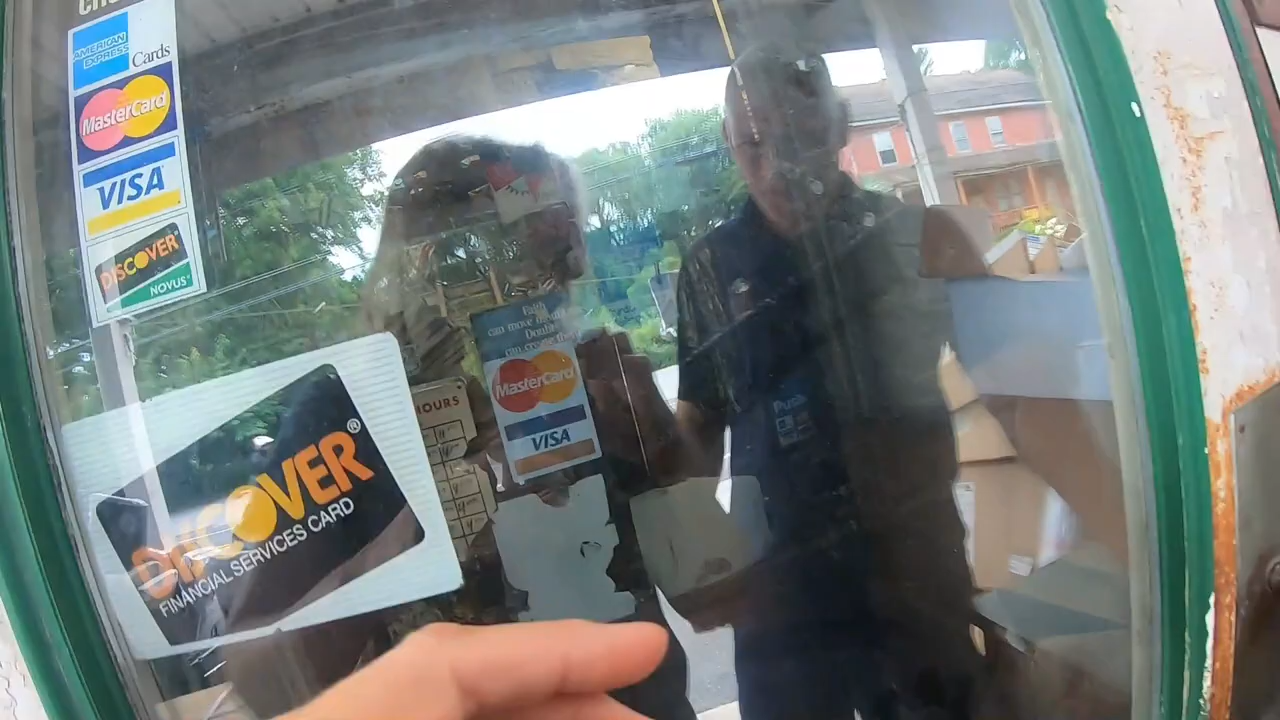 AMERICAN
EXPRESS
Cards
MasterCard
VISA
DISCOVER
NOVUS
DISCOVER®
FINANCIAL SERVICES CARD
HOURS
Faith
can move
Doubt
can create
MasterCard
VISA
Push